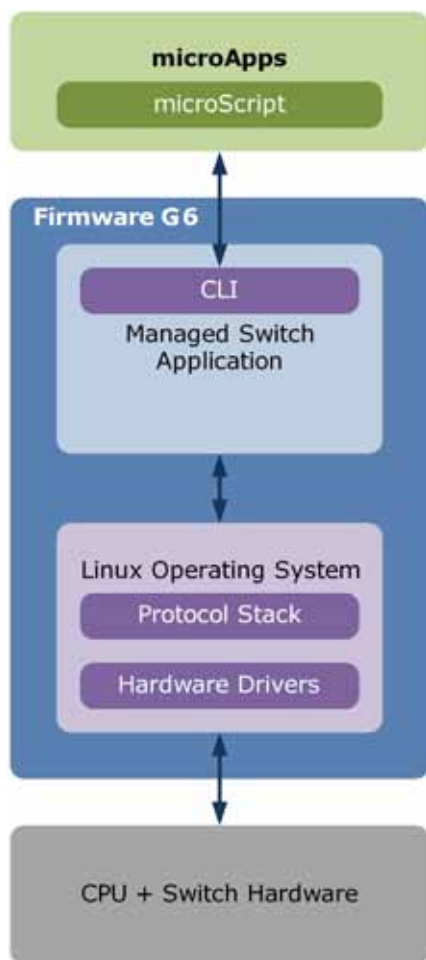 microApps
microScript
Firmware G6
CLI
Managed Switch
Application
Linux Operating System
Protocol Stack
Hardware Drivers
CPU + Switch Hardware